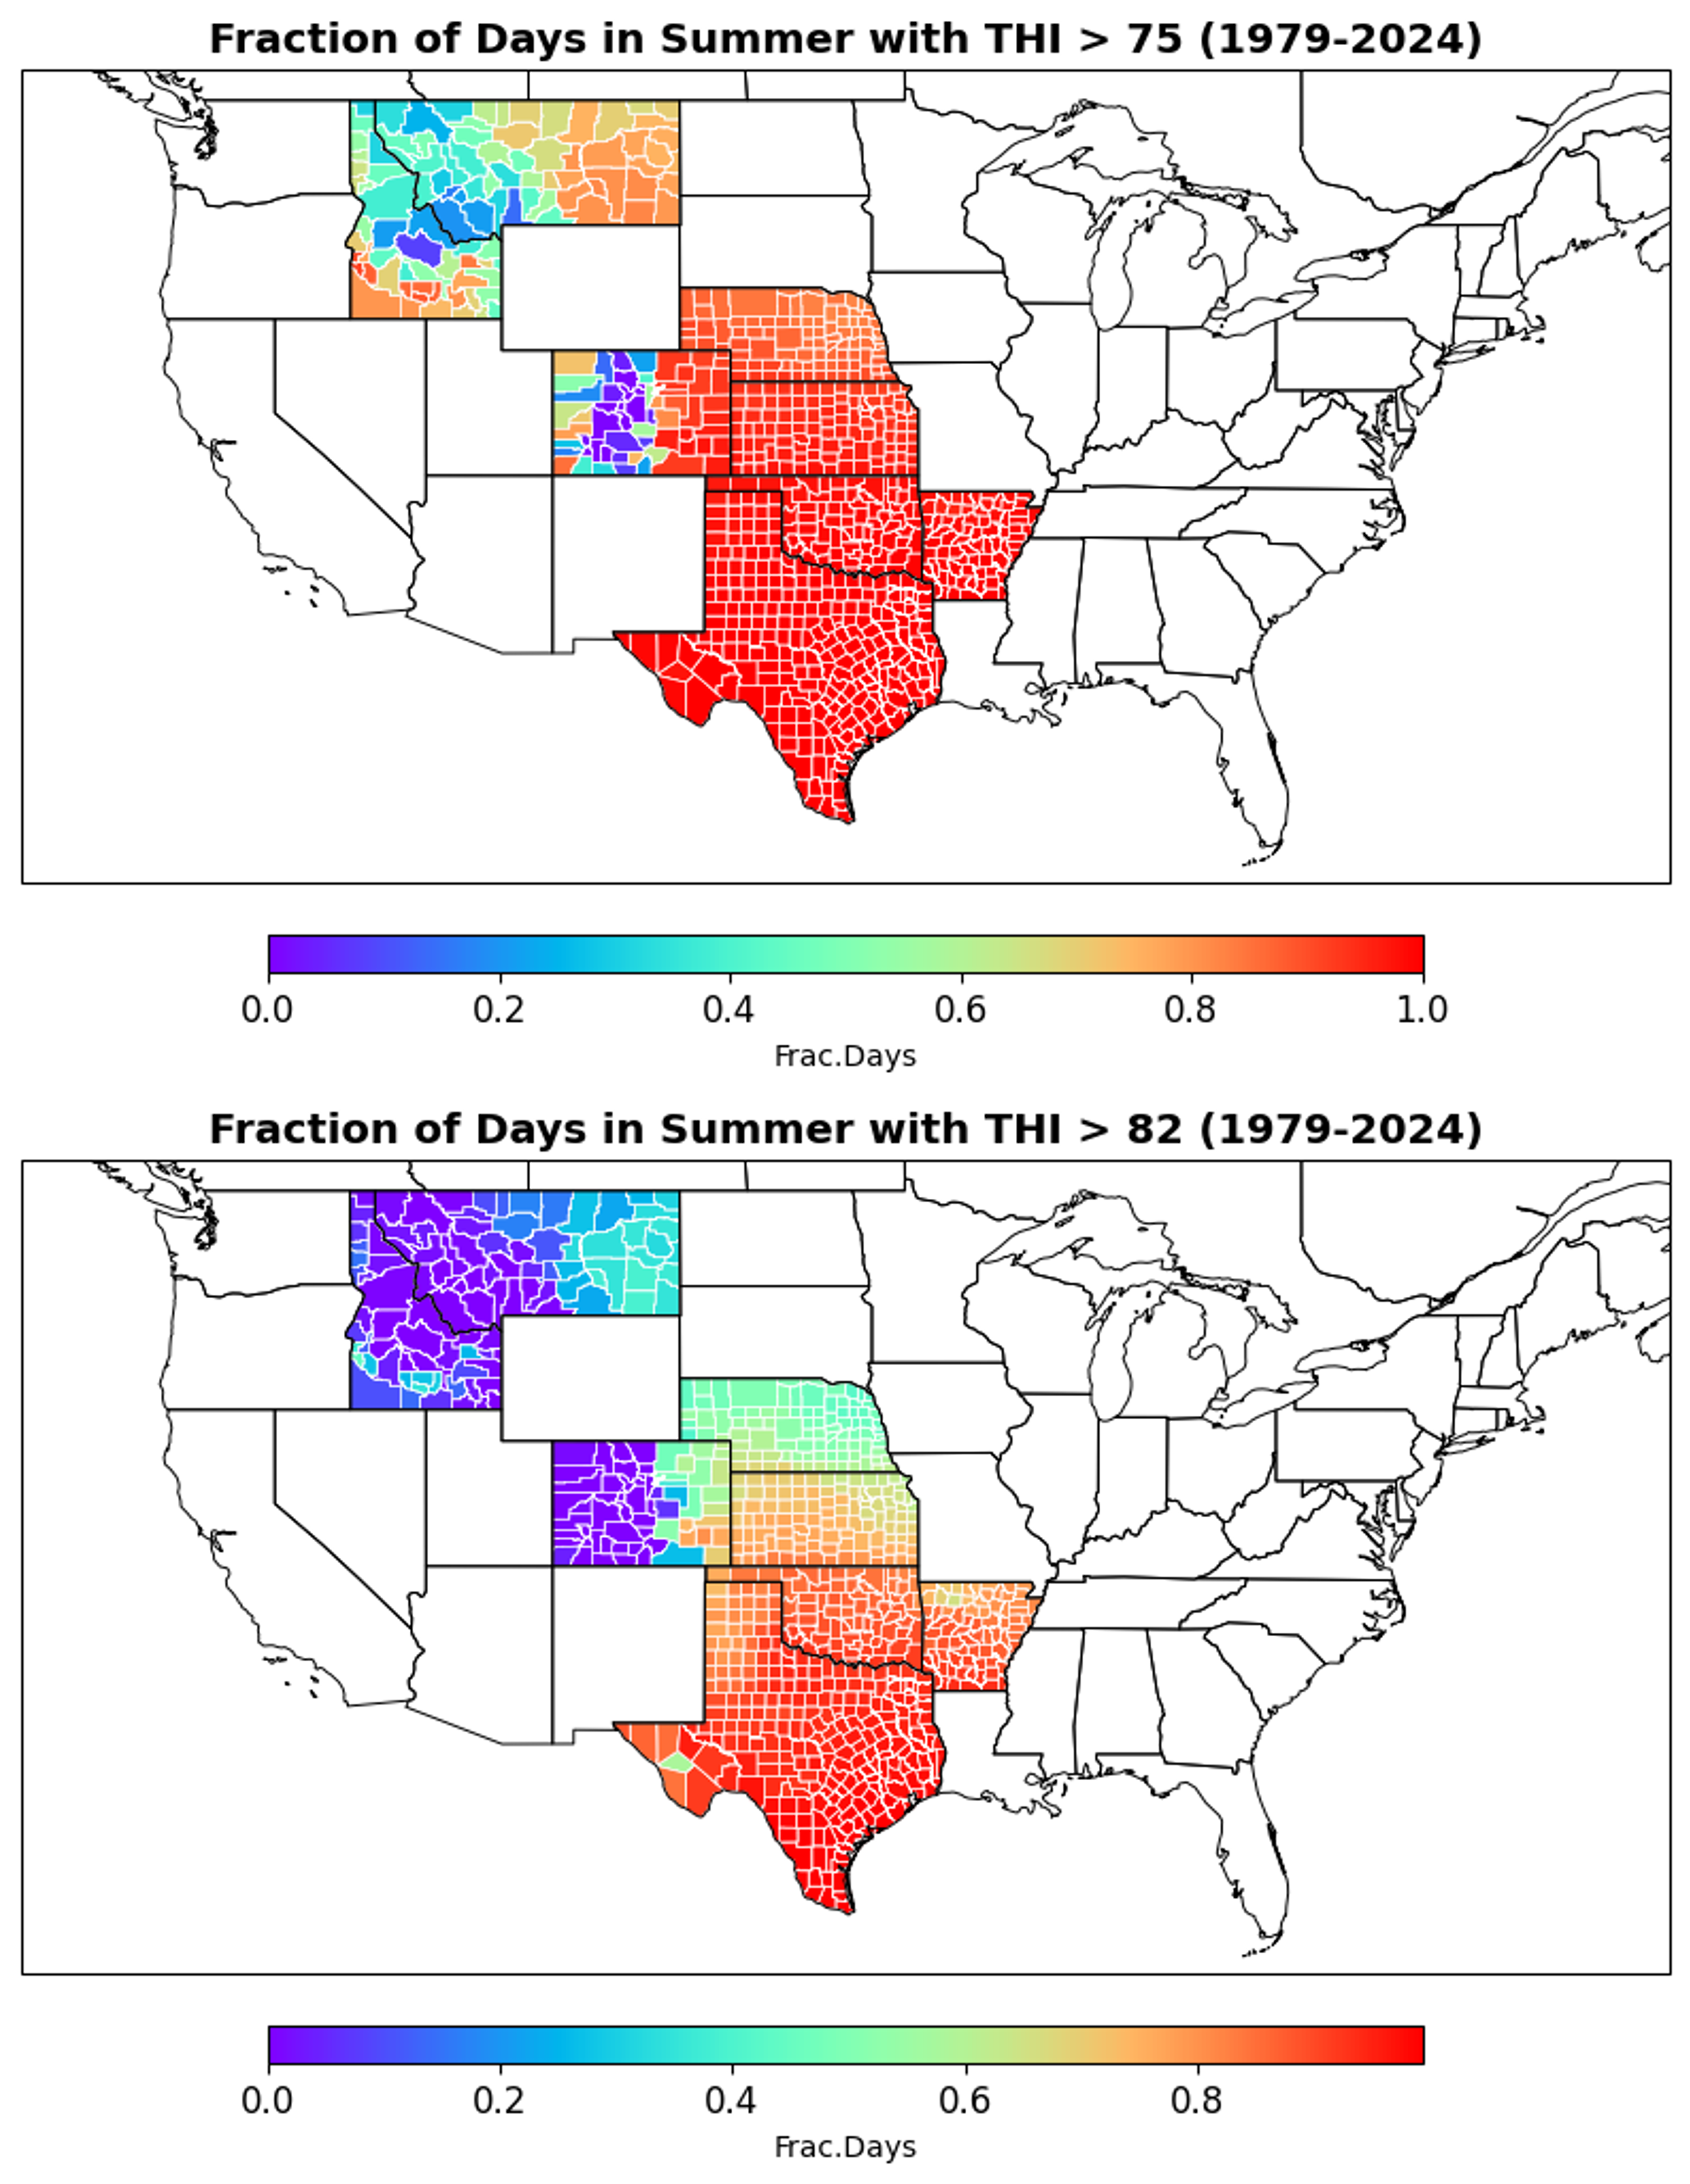 Fraction of Days in Summer with THI > 75 (1979-2024)
0.0 0.2 0.4 0.6 0.8 1.0
Frac.Days
Fraction of Days in Summer with THI > 82 (1979-2024)
0.0 0.2 0.4 0.6 0.8
Frac.Days